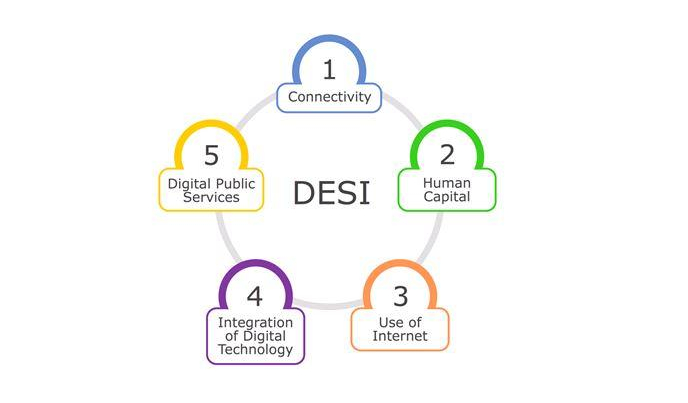 1
Connectivity
2
Human
Capital
3
Use of
Internet
4
Integration
of Digital
Technology
5
Digital Public
Services
DESI